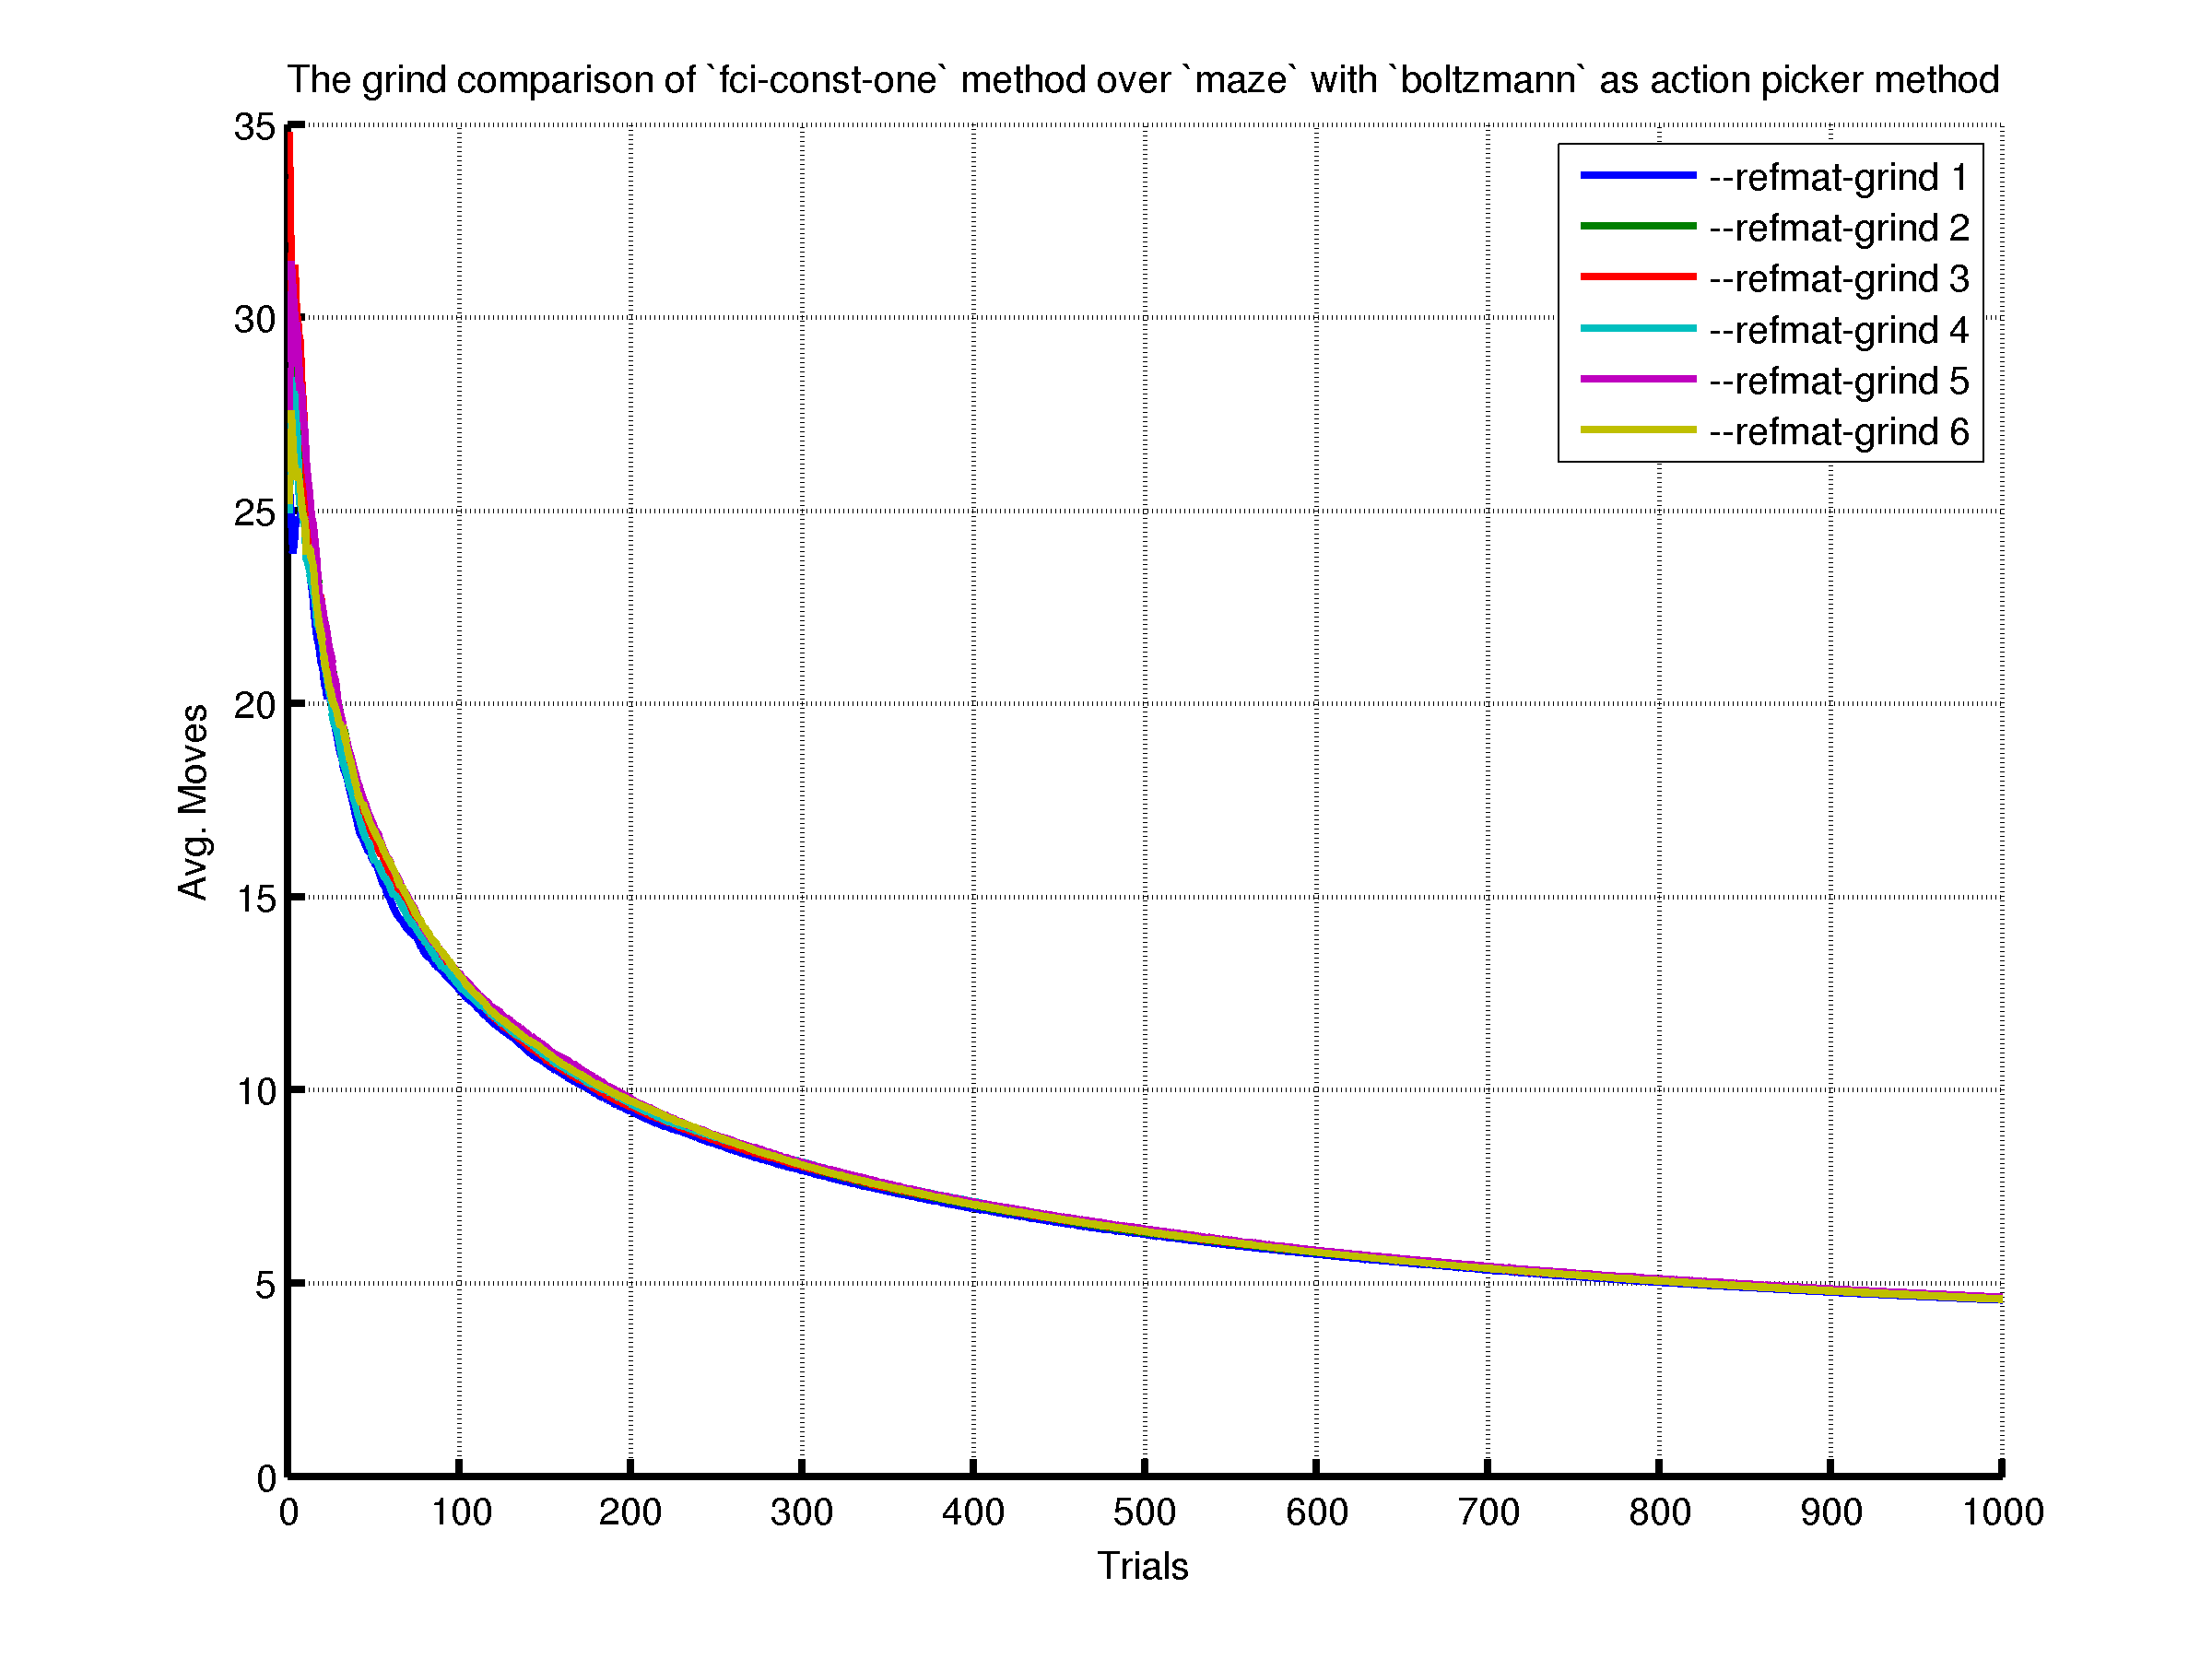 The grind comparison of `fci-const-one` method over `maze` with `boltzmann` as action picker method
35
30
25
20
15
10
5
0
Avg. Moves
--refmat-grind 1
--refmat-grind 2
--refmat-grind 3
--refmat-grind 4
--refmat-grind 5
--refmat-grind 6
0 100 200 300 400 500 600 700 800 900 1000
Trials